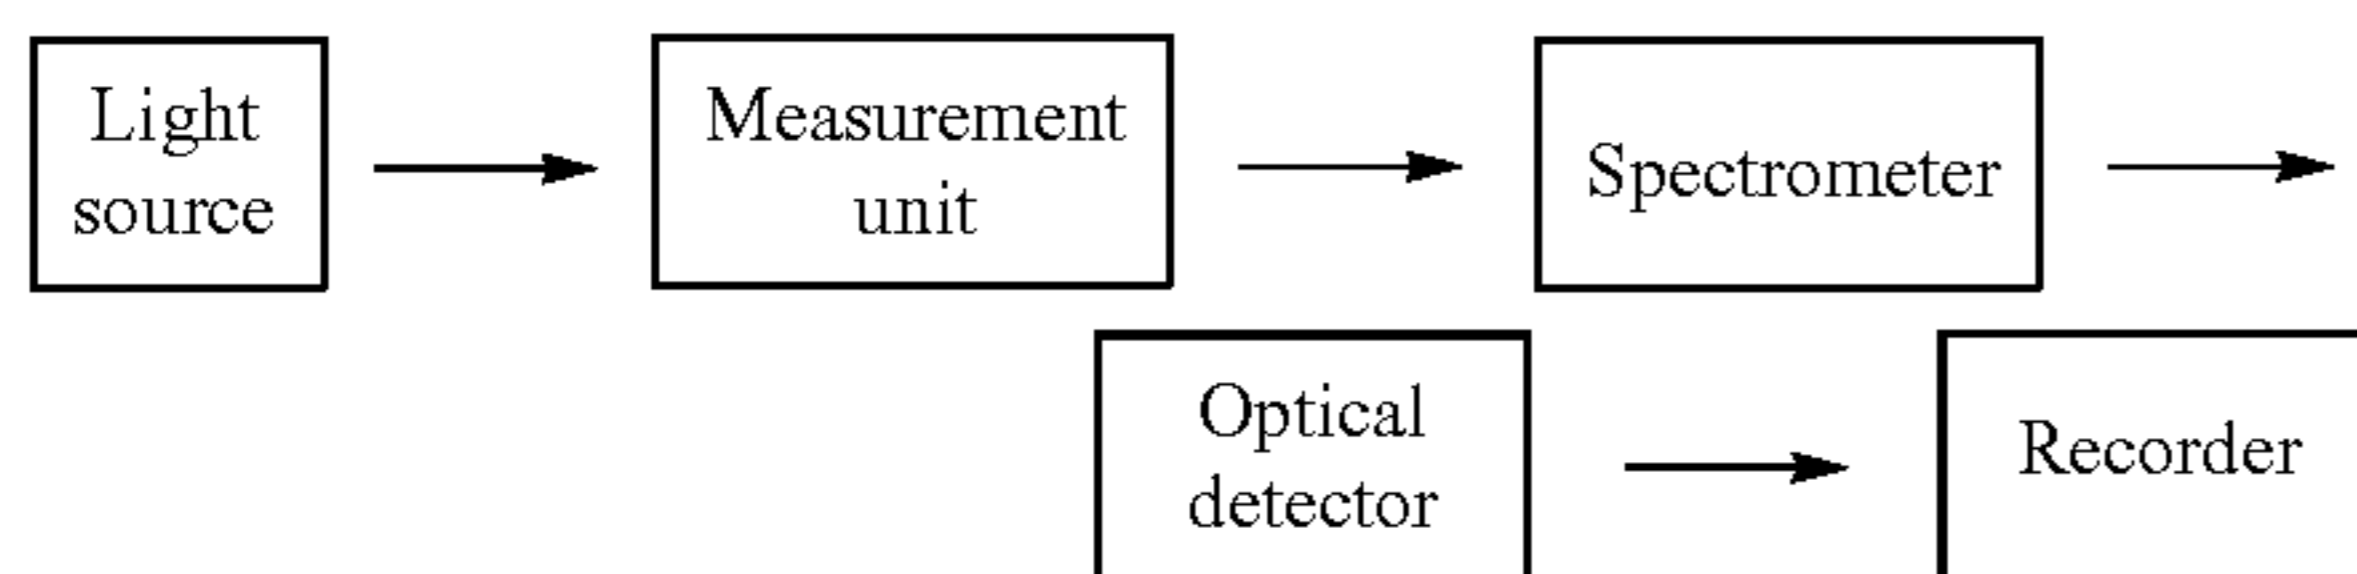 Light
source
Measurement
unit
Spectrometer
Optical
detector
Recorder